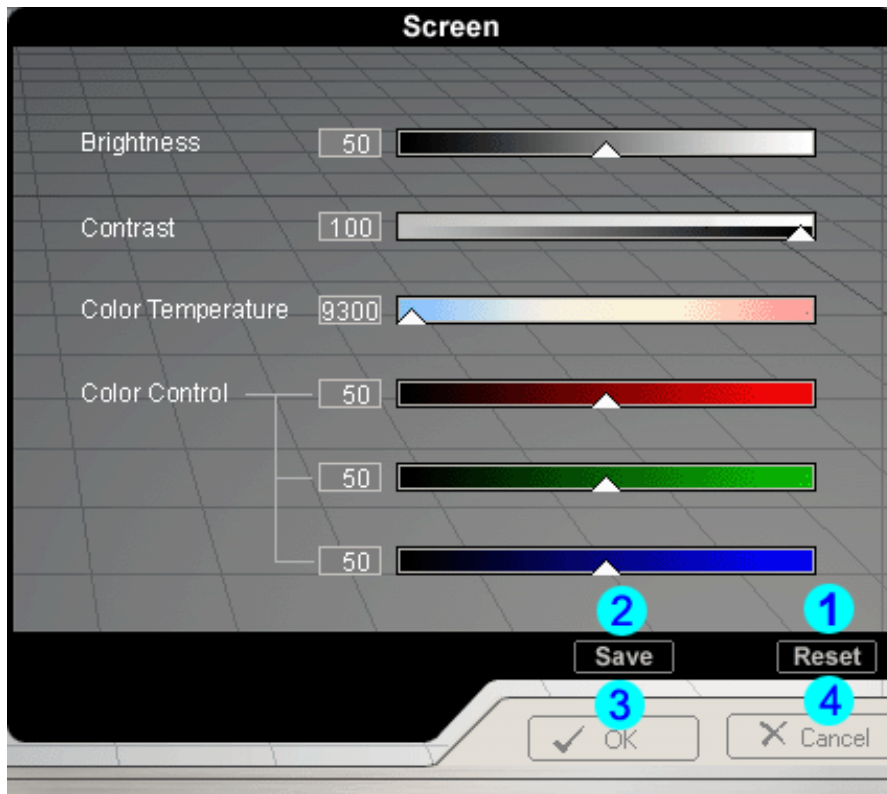 Screen
Brightness 50
Contrast 100
Color Temperature 9300
Color Control 50
50
50
2 1
Save Reset
3 4
OK Cancel